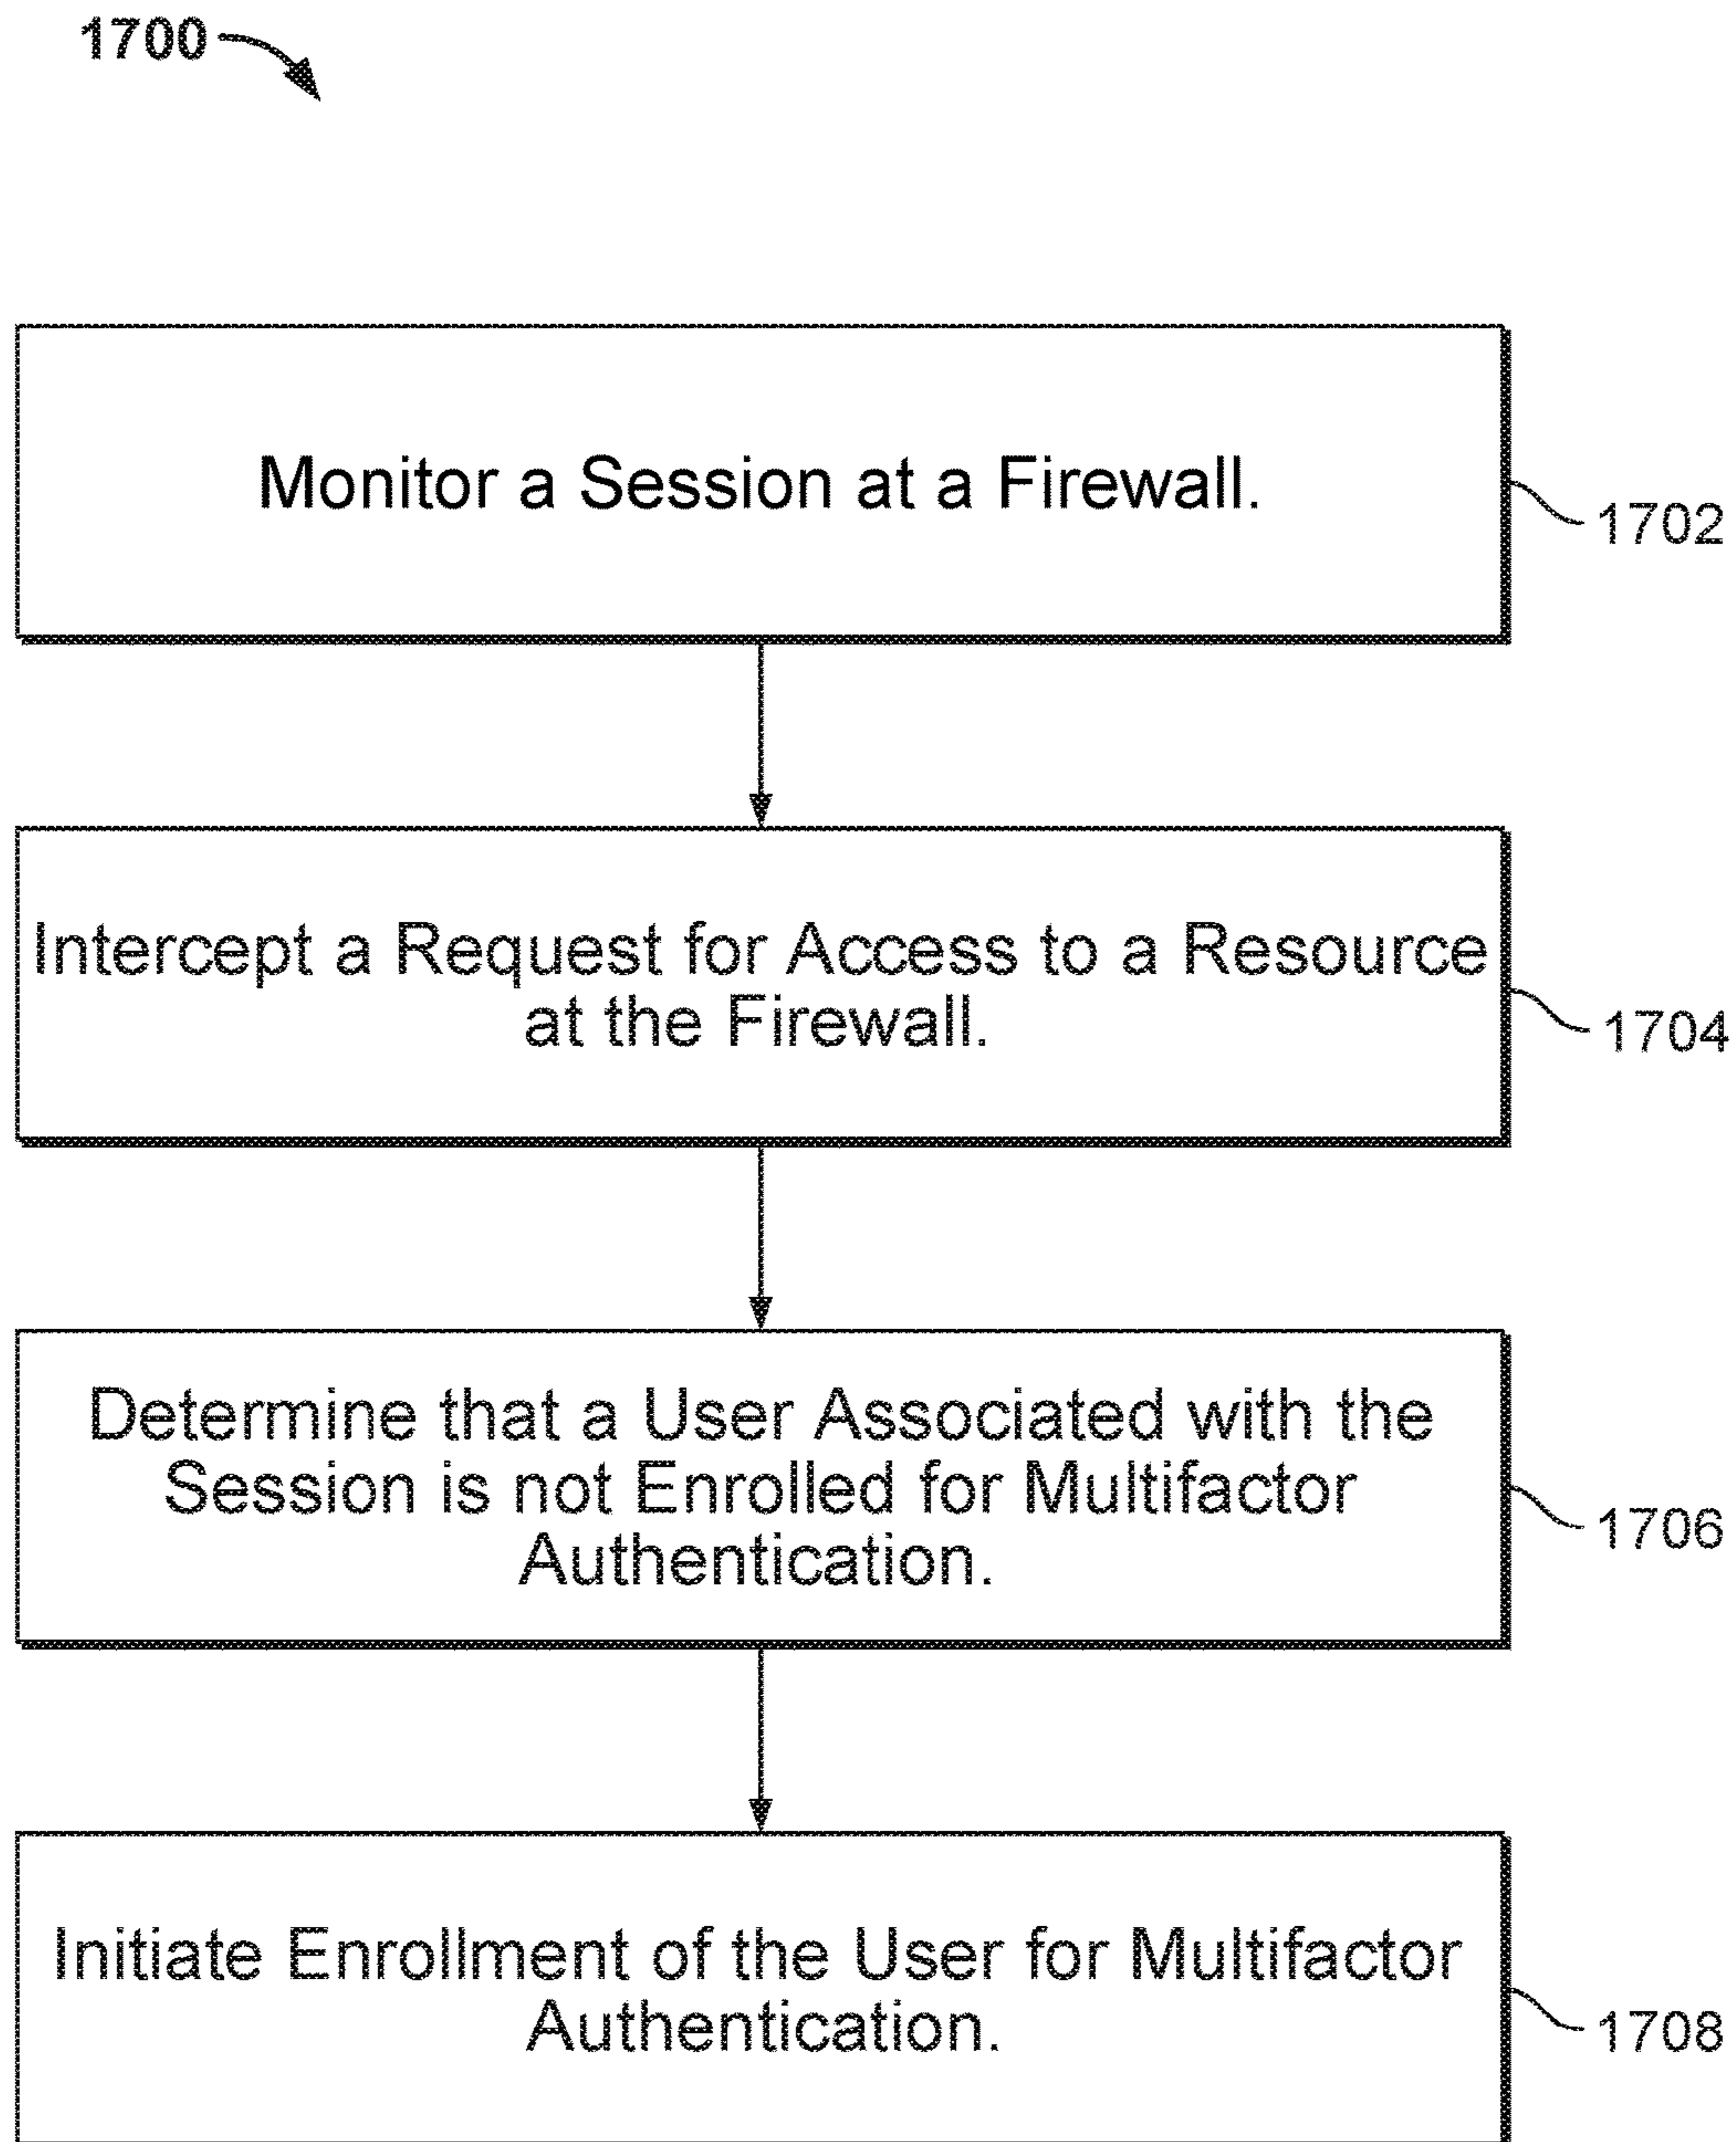 1700
Monitor a Session at a Firewall.
1702
Intercept a Request for Access to a Resource
at the Firewall.
1704
Determine that a User Associated with the
Session is not Enrolled for Multifactor
Authentication.
1706
Initiate Enrollment of the User for Multifactor
Authentication.
1708